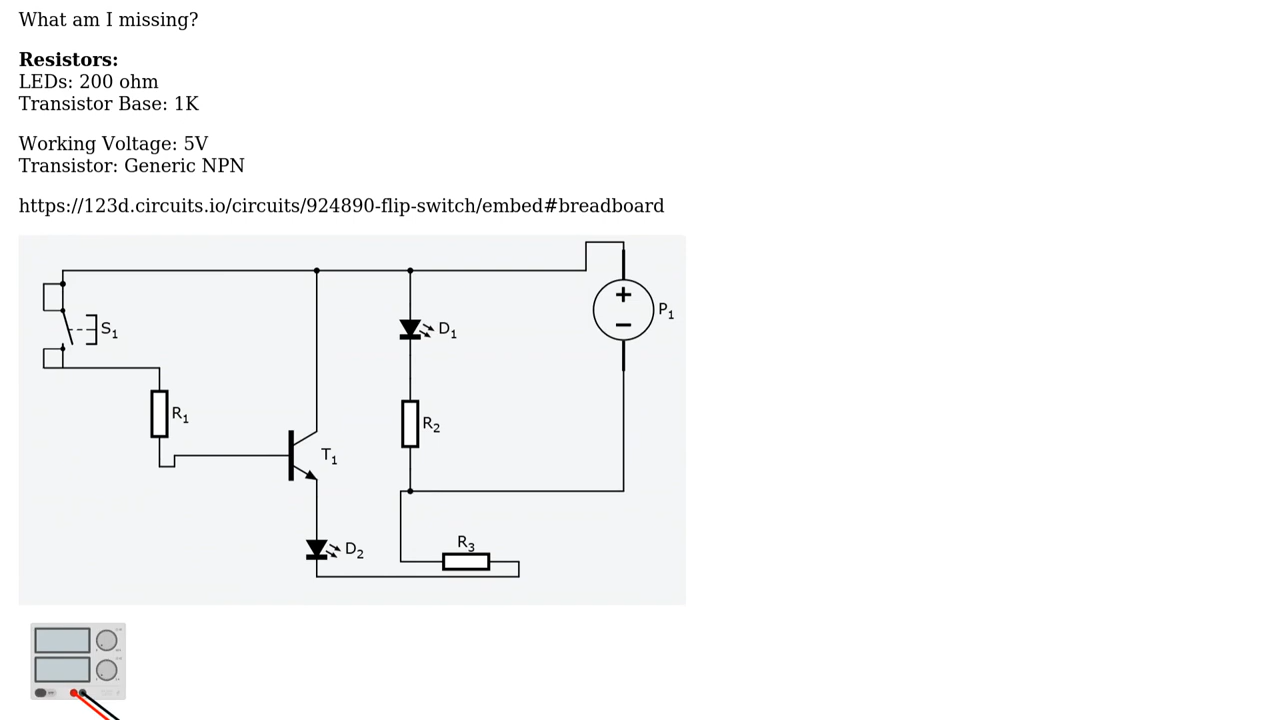 What am I missing?
Resistors:
LEDs: 200 ohm
Transistor Base: 1K
Working Voltage: 5V
Transistor: Generic NPN
https://123d.circuits.io/circuits/924890-flip-switch/embed#breadboard
+
P1
S1
D1
R1
R2
T1
R3
D2